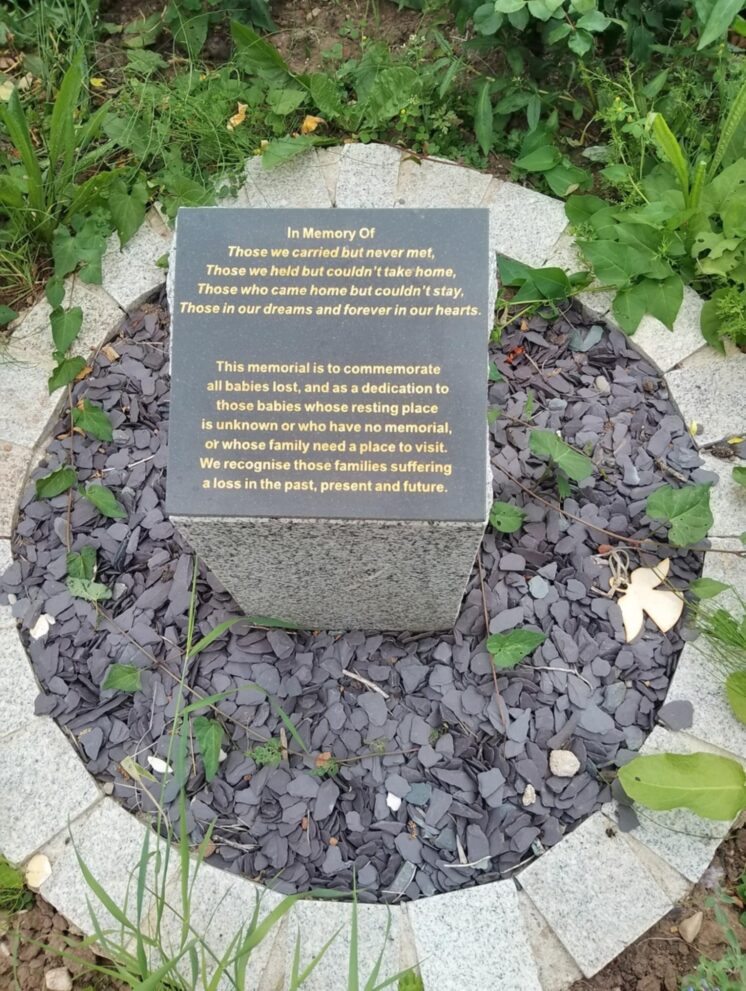 In Memory Of
Those we carried but never met,
Those we held but couldn't take home,
Those who came home but couldn't stay,
Those in our dreams and forever in our hearts.
This memorial is to commemorate
all babies lost, and as a dedication to
those babies whose resting place
is unknown or who have no memorial,
or whose family need a place to visit.
We recognise those families suffering
a loss in the past, present and future.